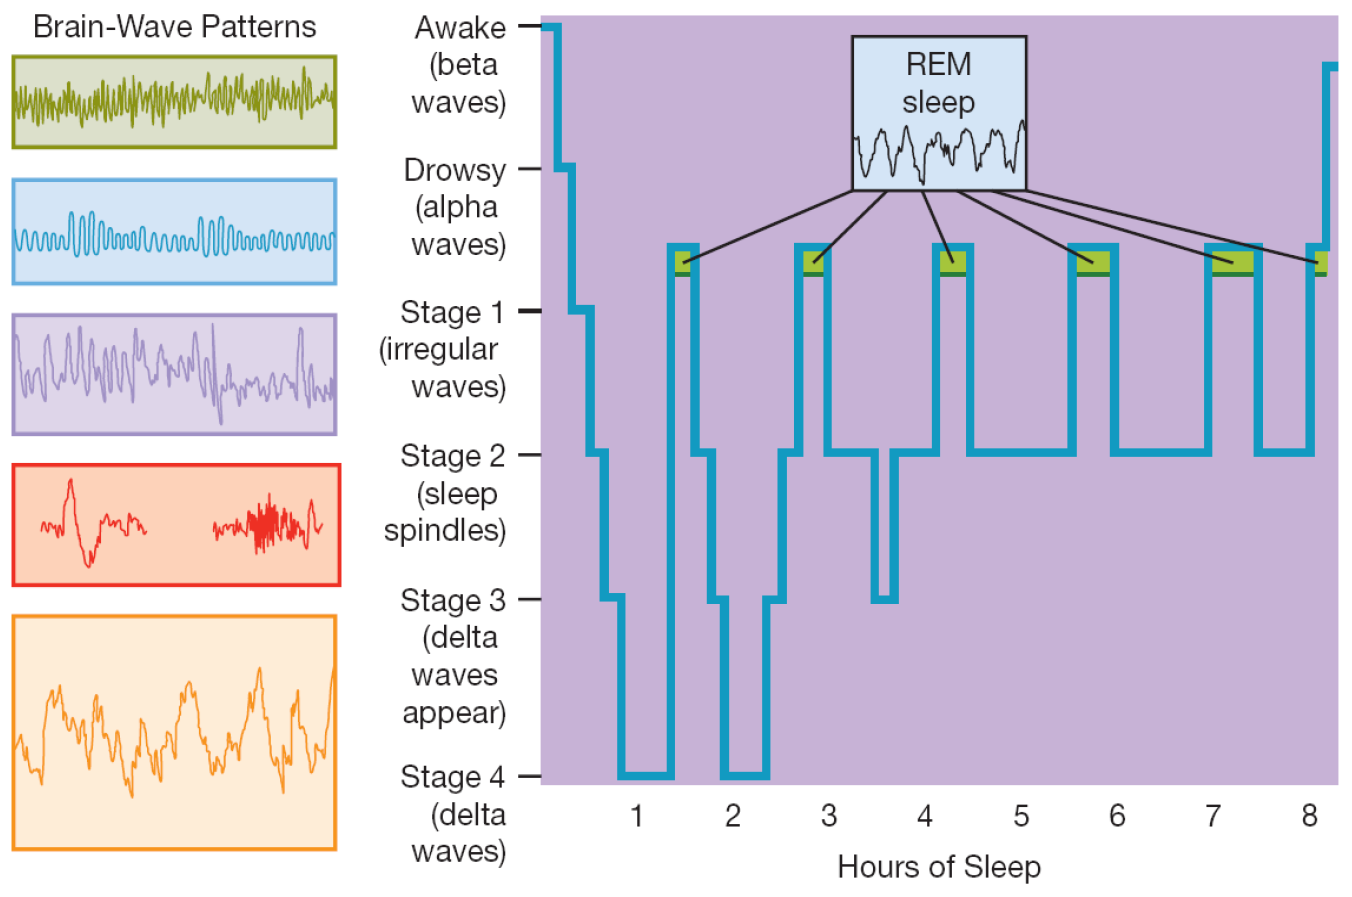 Brain-Wave Patterns
Awake
(beta
waves)
Drowsy
(alpha
waves)
Stage 1
(irregular
waves)
Stage 2
(sleep
spindles)
Stage 3
(delta
waves
appear)
Stage 4
(delta
waves)
REM
sleep
1 2 3 4 5 6 7 8
Hours of Sleep